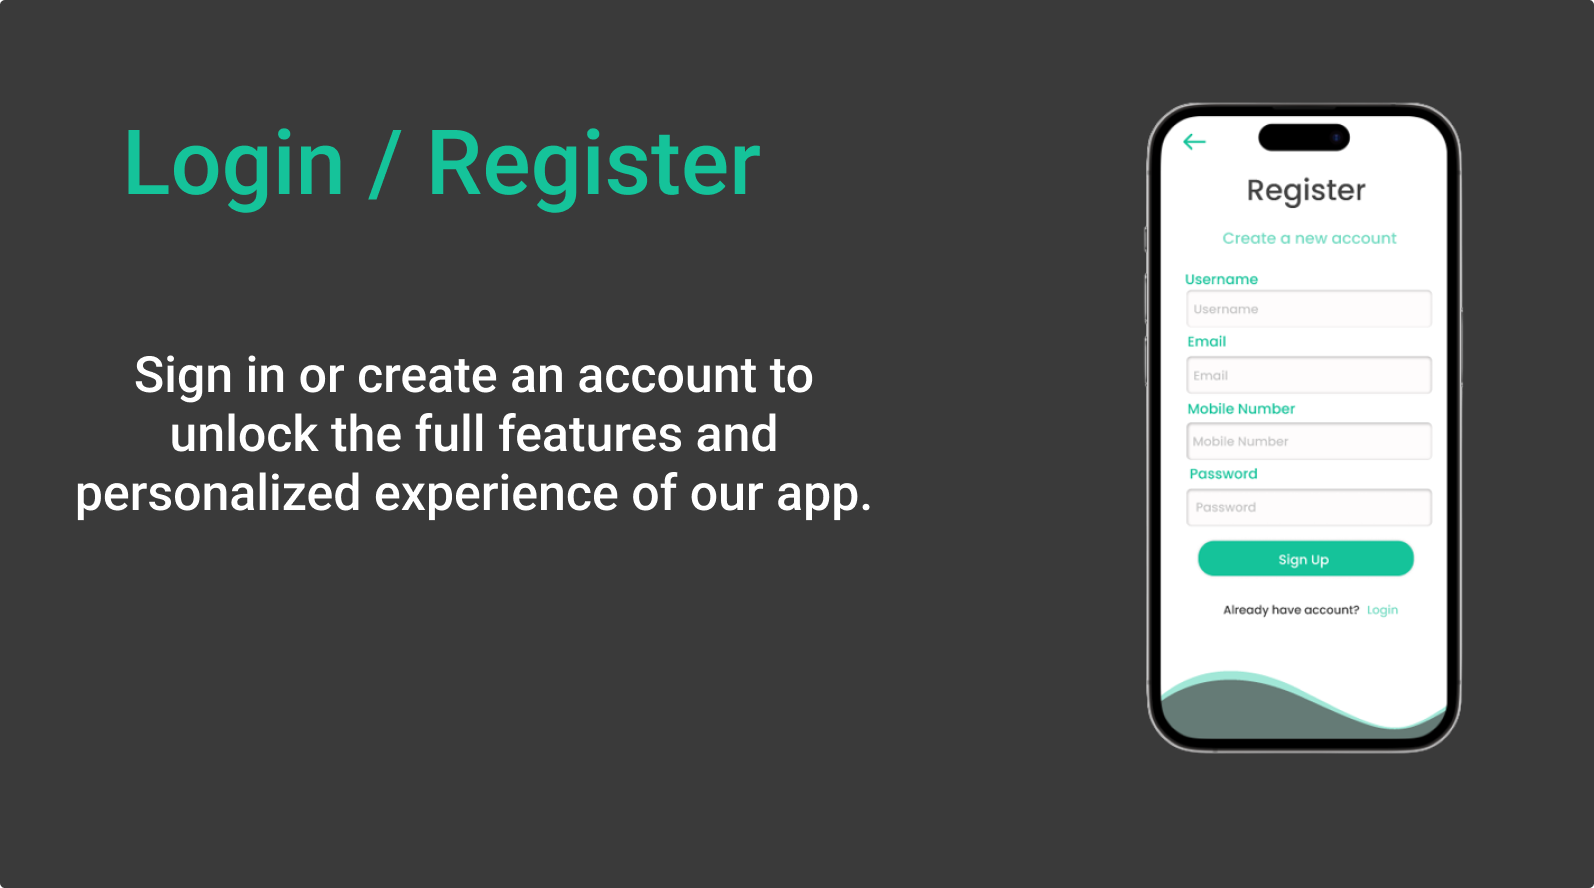 Login / Register
Sign in or create an account to
unlock the full features and
personalized experience of our app.
Register
Create a new account
Username
Username
Email
Email
Mobile Number
Mobile Number
Password
Password
Sign Up
Already have account? Login